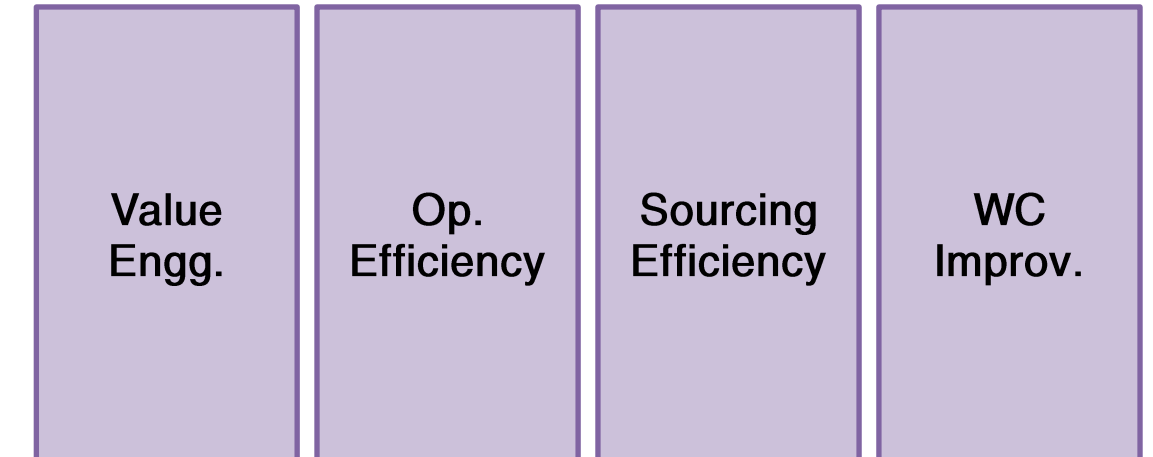 Value
Engg.
Op.
Efficiency
Sourcing
Efficiency
WC
Improv.